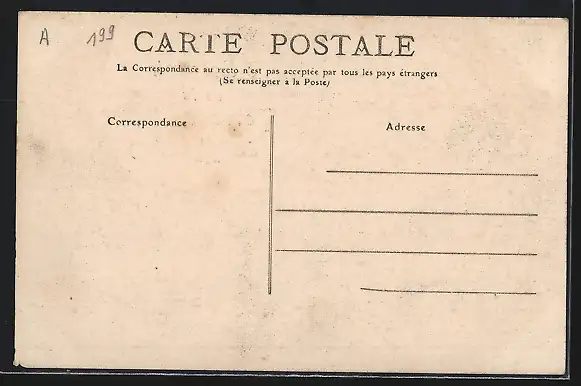 A 199
CARTE POSTALE
La Correspondance au recto n'est pas acceptée par tous les pays étrangers
(Se renseigner à la Poste)
Correspondance
Adresse